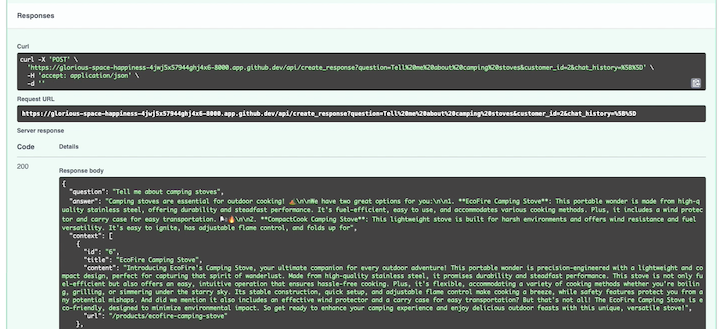 Responses
Curl
curl -X 'POST' \
'https://glorious-space-happiness-4jwj5x57944ghj4x6-8000.app.github.dev/api/create_response?question=Tell%20me%20about%20camping%20stoves&customer_id=2&chat_history=%5B%5D' \
-H 'accept: application/json' \
-d ''
Request URL
https://glorious-space-happiness-4jwj5x57944ghj4x6-8000.app.github.dev/api/create_response?question=Tell%20me%20about%20camping%20stoves&customer_id=2&chat_history=%5B%5D
Server response
Code Details
200
Response body
{
"question": "Tell me about camping stoves",
"answer": "Camping stoves are essential for outdoor cooking! 🏕️\n\nWe have two great options for you:\n\n1. **EcoFire Camping Stove**: This portable wonder is made from high-q
uality stainless steel, offering durability and steadfast performance. It's fuel-efficient, easy to use, and accommodates various cooking methods. Plus, it includes a wind protec
tor and carry case for easy transportation. 🌬️🔥\n\n2. **CompactCook Camping Stove**: This lightweight stove is built for harsh environments and offers wind resistance and fuel
versatility. It's easy to ignite, has adjustable flame control, and folds up for",
"context": [
{
"id": "6",
"title": "EcoFire Camping Stove",
"content": "Introducing EcoFire's Camping Stove, your ultimate companion for every outdoor adventure! This portable wonder is precision-engineered with a lightweight and co
mpact design, perfect for capturing that spirit of wanderlust. Made from high-quality stainless steel, it promises durability and steadfast performance. This stove is not only fu
el-efficient but also offers an easy, intuitive operation that ensures hassle-free cooking. Plus, it's flexible, accommodating a variety of cooking methods whether you're boilin
g, grilling, or simmering under the starry sky. Its stable construction, quick setup, and adjustable flame control make cooking a breeze, while safety features protect you from a
ny potential mishaps. And did we mention it also includes an effective wind protector and a carry case for easy transportation? But that's not all! The EcoFire Camping Stove is e
co-friendly, designed to minimize environmental impact. So get ready to enhance your camping experience and enjoy delicious outdoor feasts with this unique, versatile stove!",
"url": "/products/ecofire-camping-stove"
},